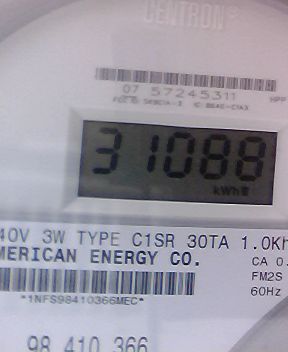 CENTRON®
07 57245311
31088
kWh
40V 3W TYPE C1SR 30TA 1.0Kh
MERICAN ENERGY CO.
CA 0.
FM2S
60Hz
*1NFS98410366MEC*
98 410 366